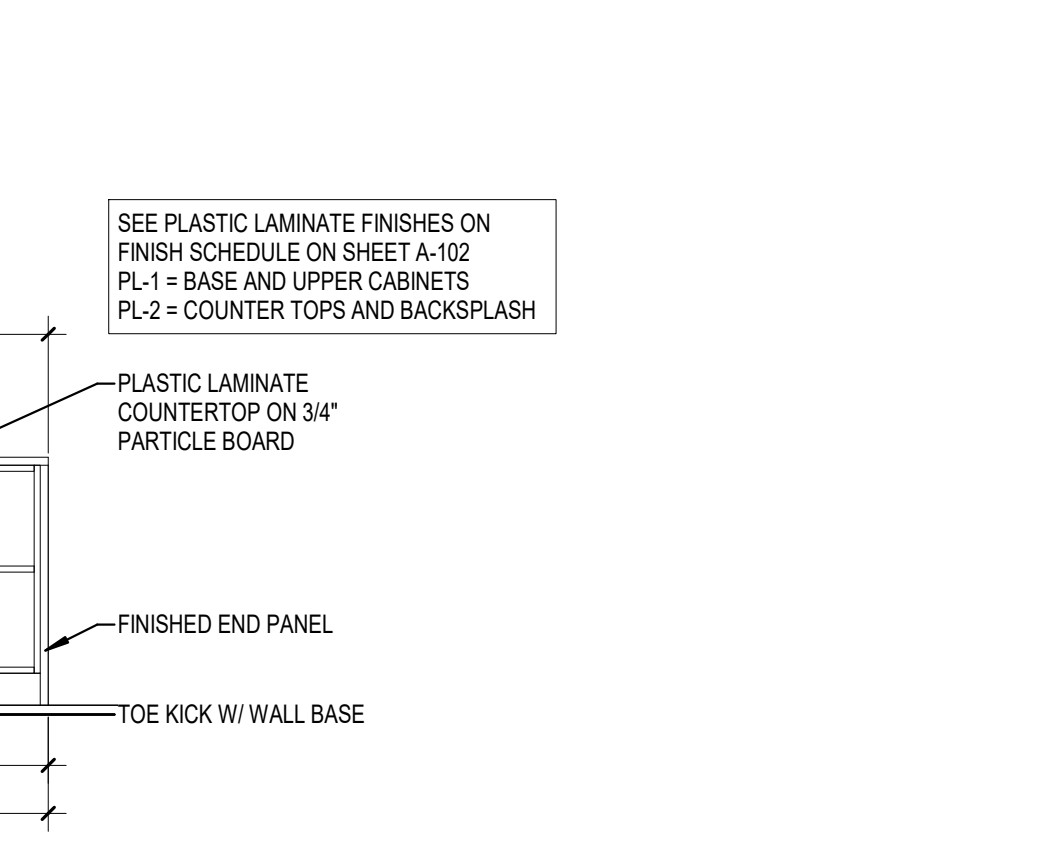 SEE PLASTIC LAMINATE FINISHES ON
FINISH SCHEDULE ON SHEET A-102
PL-1 = BASE AND UPPER CABINETS
PL-2 = COUNTER TOPS AND BACKSPLASH
PLASTIC LAMINATE
COUNTERTOP ON 3/4"
PARTICLE BOARD
FINISHED END PANEL
TOE KICK W/ WALL BASE